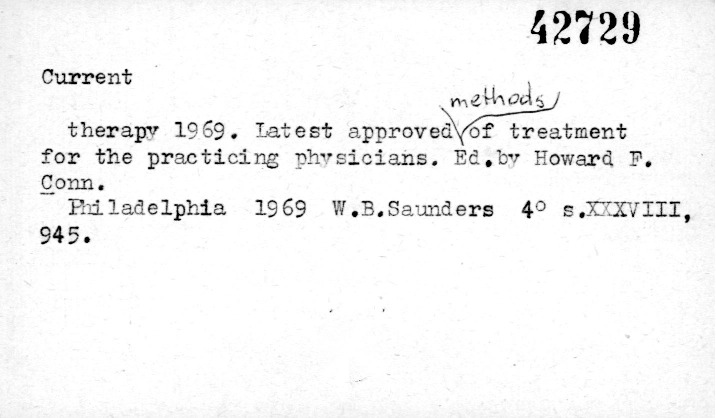 42729
Current
methods
therapy 1969. Latest approved of treatment
for the practicing physicians. Ed.by Howard F.
Conn.
Philadelphia 1969 W.B.Saunders 4° s.XXXVIII,
945.